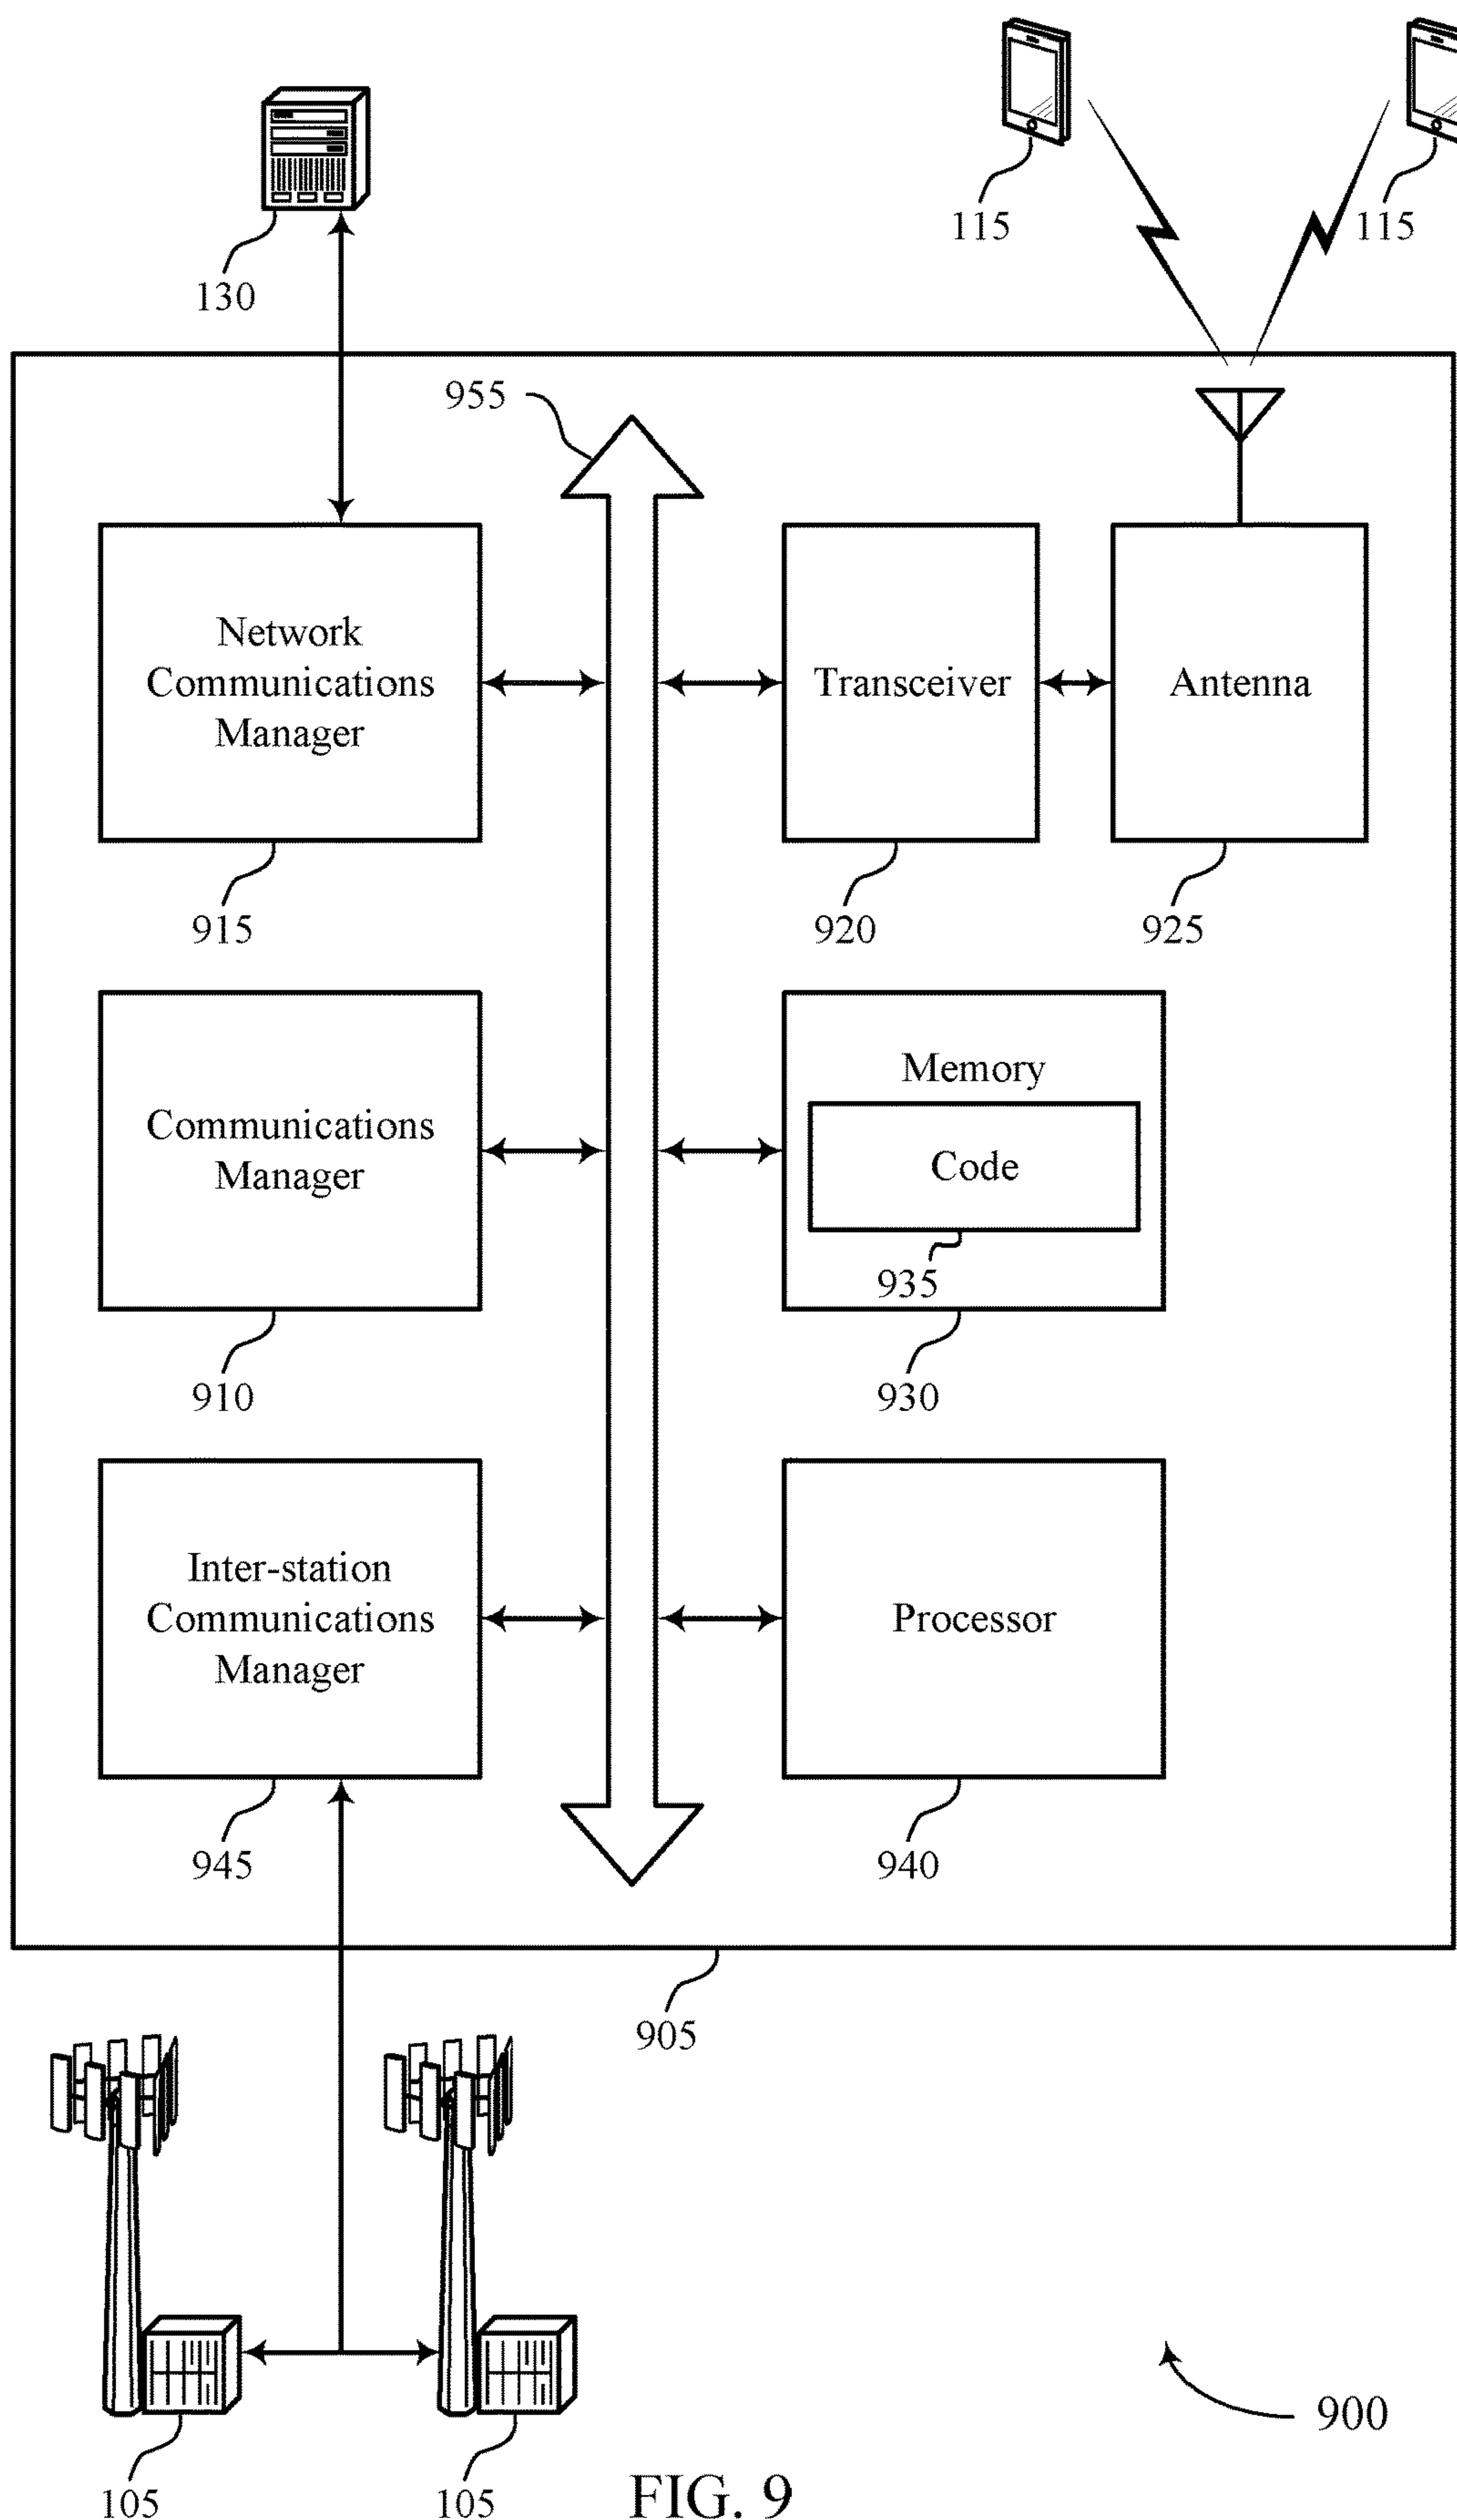 115
115
130
955
Network
Communications
Manager
Transceiver
Antenna
915
920
925
Communications
Manager
Memory
Code
935
910
930
Inter-station
Communications
Manager
Processor
945
940
905
900
105
105
FIG. 9